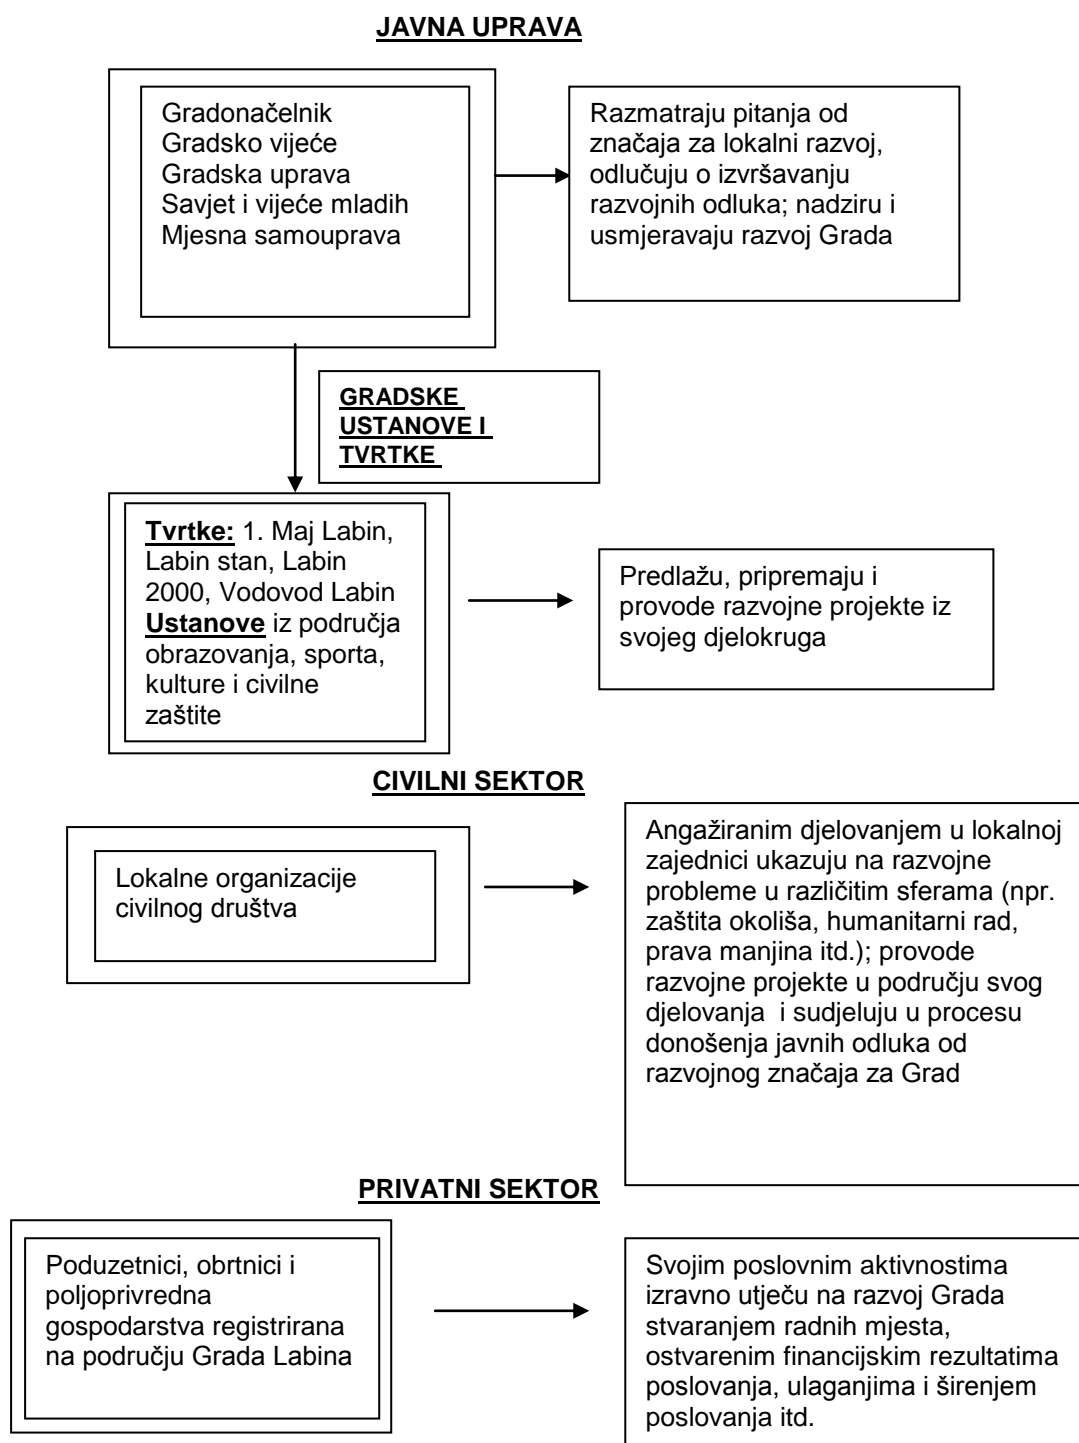 JAVNA UPRAVA
Gradonačelnik
Gradsko vijeće
Gradska uprava
Savjet i vijeće mladih
Mjesna samouprava
Razmatraju pitanja od
značaja za lokalni razvoj,
odlučuju o izvršavanju
razvojnih odluka; nadziru i
usmjeravaju razvoj Grada
GRADSKE
USTANOVE I
TVRTKE
Tvrtke: 1. Maj Labin,
Labin stan, Labin
2000, Vodovod Labin
Ustanove iz područja
obrazovanja, sporta,
kulture i civilne
zaštite
Predlažu, pripremaju i
provode razvojne projekte iz
svojeg djelokruga
CIVILNI SEKTOR
Lokalne organizacije
civilnog društva
Angažiranim djelovanjem u lokalnoj
zajednici ukazuju na razvojne
probleme u različitim sferama (npr.
zaštita okoliša, humanitarni rad,
prava manjina itd.); provode
razvojne projekte u području svog
djelovanja i sudjeluju u procesu
donošenja javnih odluka od
razvojnog značaja za Grad
PRIVATNI SEKTOR
Poduzetnici, obrtnici i
poljoprivredna
gospodarstva registrirana
na području Grada Labina
Svojim poslovnim aktivnostima
izravno utječu na razvoj Grada
stvaranjem radnih mjesta,
ostvarenim financijskim rezultatima
poslovanja, ulaganjima i širenjem
poslovanja itd.